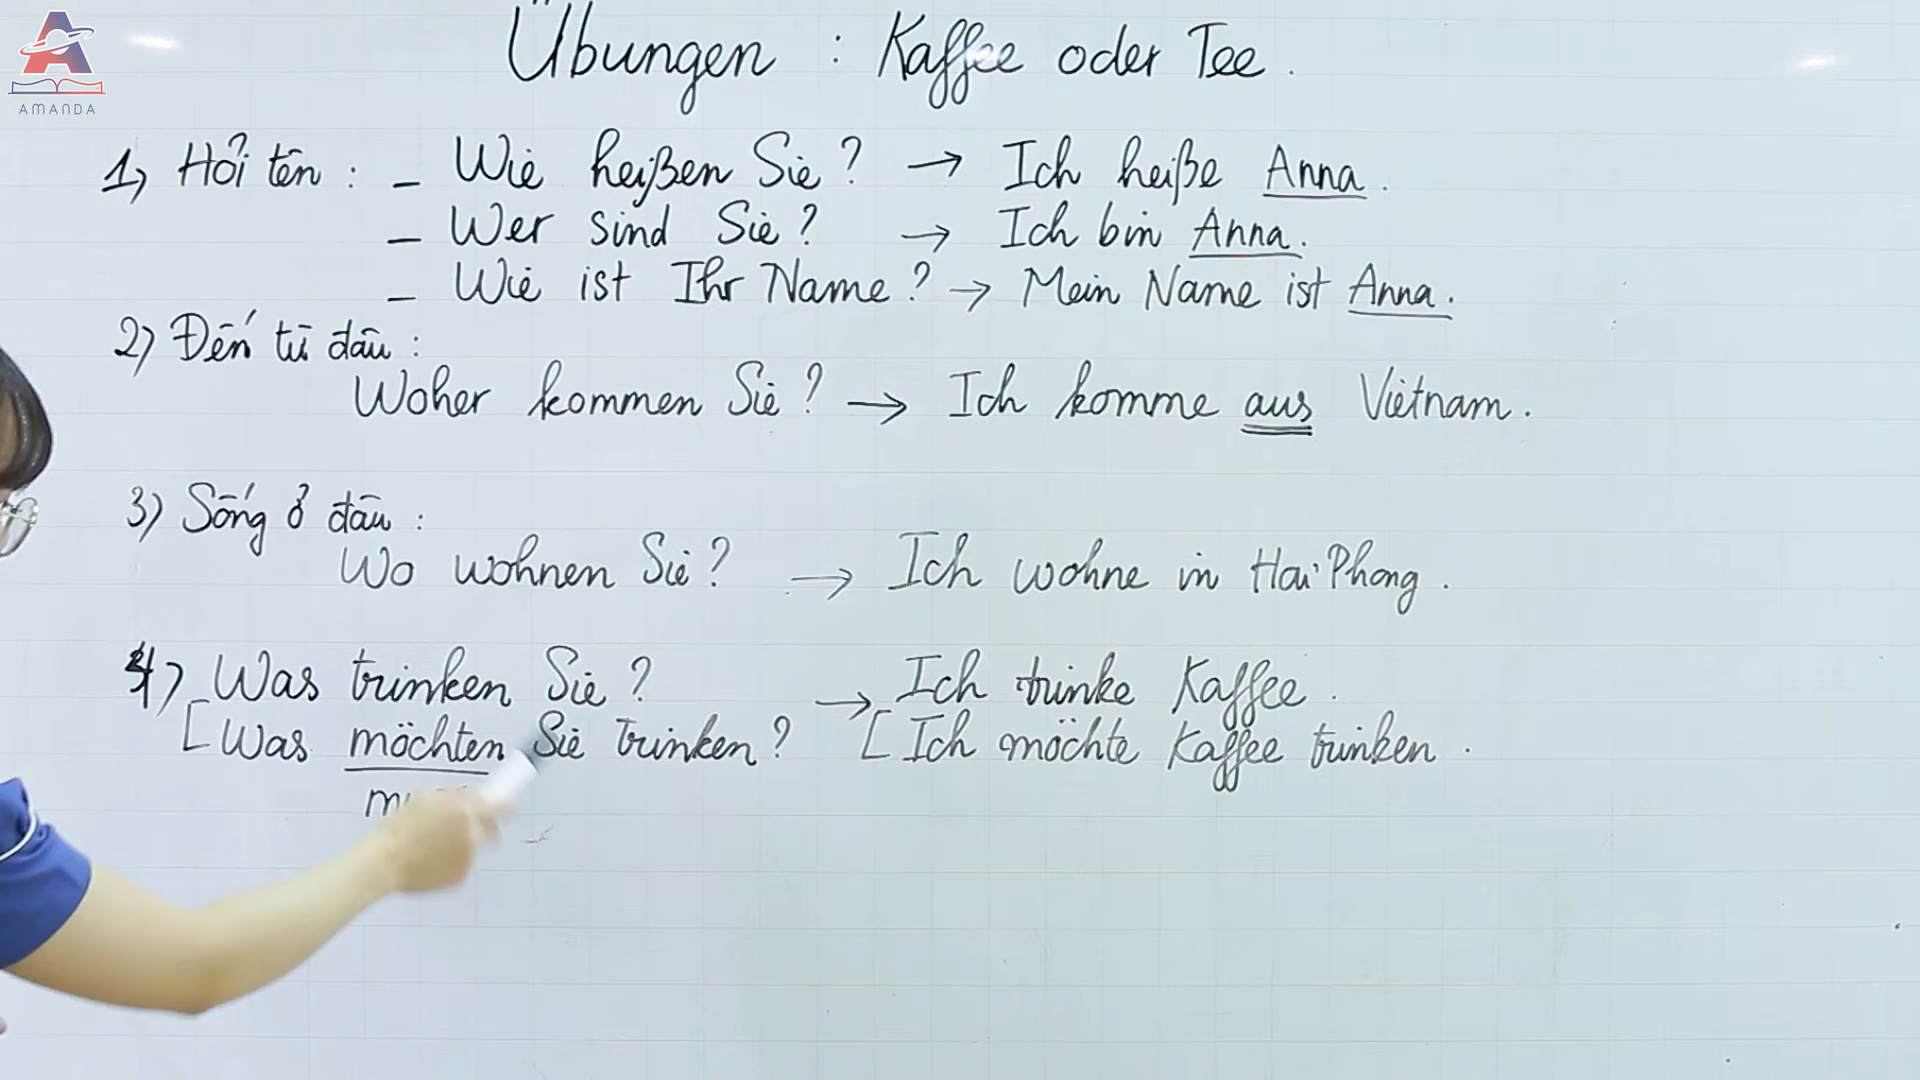 AMANDA
Übungen : Kaffee oder Tee.
1) Hỏi tên : - Wie heißen Sie? → Ich heiße Anna.
- Wer sind Sie? → Ich bin Anna.
- Wie ist Ihr Name? → Mein Name ist Anna.
2) Đến từ đâu :
Woher kommen Sie? → Ich komme aus Vietnam.
3) Sống ở đâu :
Wo wohnen Sie? → Ich wohne in Hai Phong.
4) Was trinken Sie? → Ich trinke Kaffee.
[Was möchten Sie trinken? [Ich möchte Kaffee trinken.